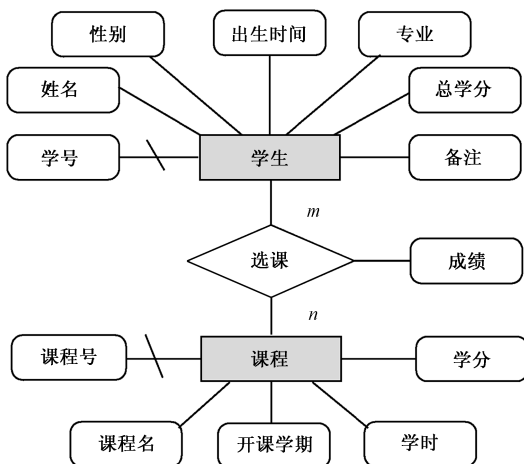 性别
出生时间
专业
姓名
总学分
学号
学生
备注
m
选课
成绩
n
课程号
课程
学分
课程名
开课学期
学时